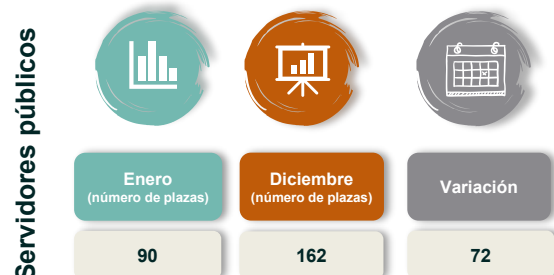 Servidores públicos
Enero
(número de plazas)
Diciembre
(número de plazas)
Variación
90
162
72